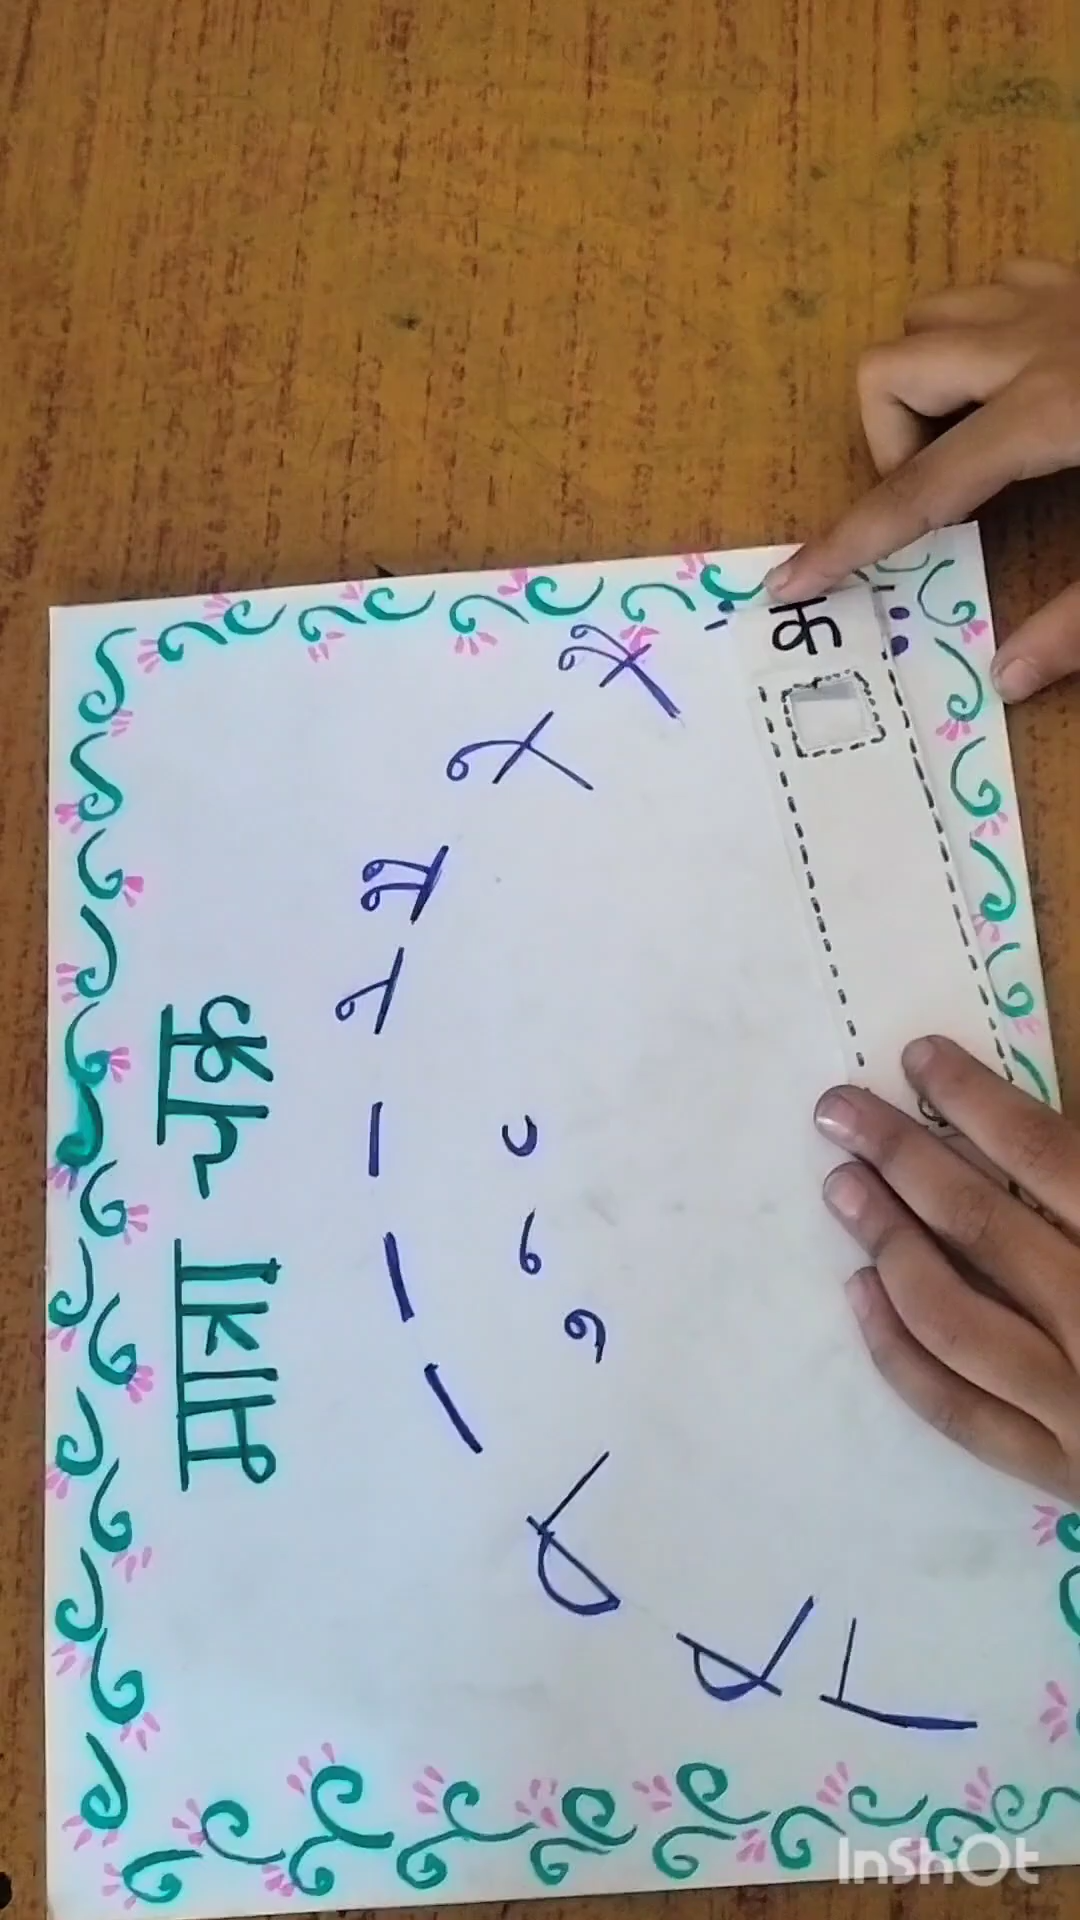 मात्रा चक्र
ा ि ी ु ू ृ े ै ो ौ
क
InShOt